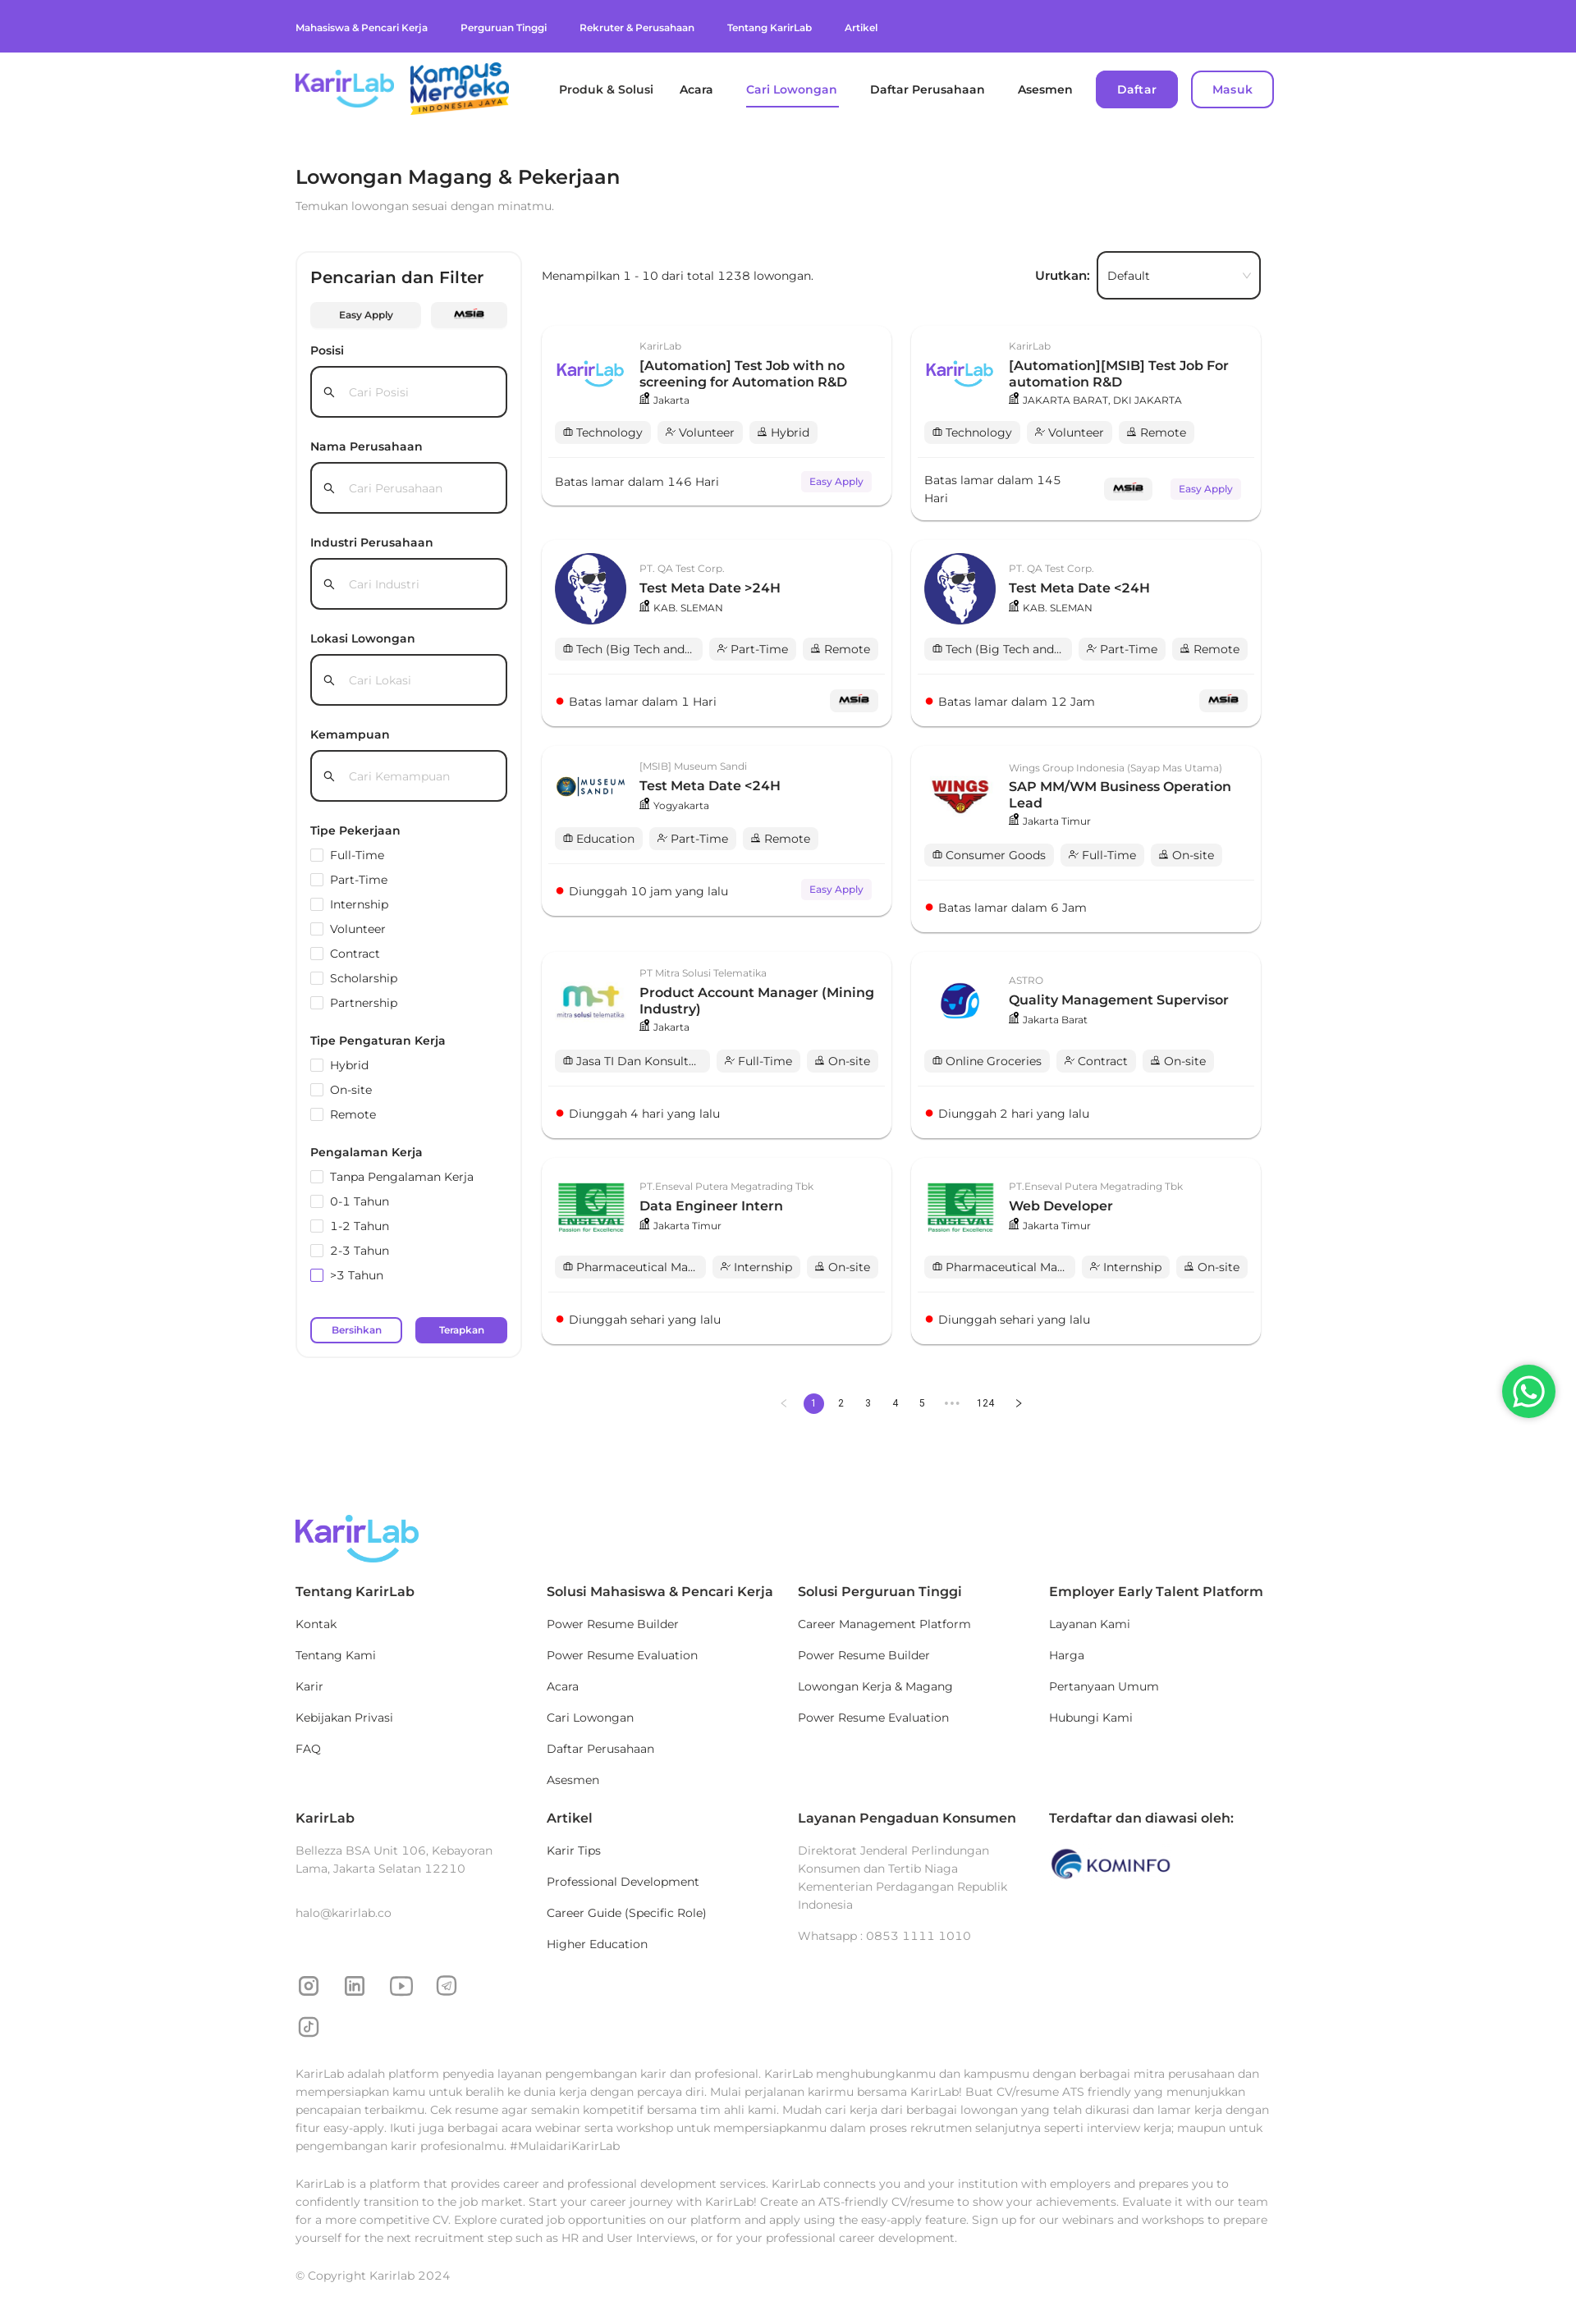 Mahasiswa & Pencari Kerja
Perguruan Tinggi
Rekruter & Perusahaan
Tentang KarirLab
Artikel
KarirLab
Kampus
Merdeka
INDONESIA JAYA
Produk & Solusi
Acara
Cari Lowongan
Daftar Perusahaan
Asesmen
Daftar
Masuk
Lowongan Magang & Pekerjaan
Temukan lowongan sesuai dengan minatmu.
Pencarian dan Filter
Easy Apply
MSIB
Posisi
Cari Posisi
Nama Perusahaan
Cari Perusahaan
Industri Perusahaan
Cari Industri
Lokasi Lowongan
Cari Lokasi
Kemampuan
Cari Kemampuan
Tipe Pekerjaan
Full-Time
Part-Time
Internship
Volunteer
Contract
Scholarship
Partnership
Tipe Pengaturan Kerja
Hybrid
On-site
Remote
Pengalaman Kerja
Tanpa Pengalaman Kerja
0-1 Tahun
1-2 Tahun
2-3 Tahun
>3 Tahun
Bersihkan
Terapkan
Menampilkan 1 - 10 dari total 1238 lowongan.
Urutkan:
Default
KarirLab
KarirLab
[Automation] Test Job with no
screening for Automation R&D
Jakarta
Technology
Volunteer
Hybrid
Batas lamar dalam 146 Hari
Easy Apply
KarirLab
KarirLab
[Automation][MSIB] Test Job For
automation R&D
JAKARTA BARAT, DKI JAKARTA
Technology
Volunteer
Remote
Batas lamar dalam 145
Hari
MSIB
Easy Apply
PT. QA Test Corp.
Test Meta Date >24H
KAB. SLEMAN
Tech (Big Tech and...
Part-Time
Remote
Batas lamar dalam 1 Hari
MSIB
PT. QA Test Corp.
Test Meta Date <24H
KAB. SLEMAN
Tech (Big Tech and...
Part-Time
Remote
Batas lamar dalam 12 Jam
MSIB
MUSEUM
SANDI
[MSIB] Museum Sandi
Test Meta Date <24H
Yogyakarta
Education
Part-Time
Remote
Diunggah 10 jam yang lalu
Easy Apply
WINGS
Wings Group Indonesia (Sayap Mas Utama)
SAP MM/WM Business Operation
Lead
Jakarta Timur
Consumer Goods
Full-Time
On-site
Batas lamar dalam 6 Jam
mst
mitra solusi telematika
PT Mitra Solusi Telematika
Product Account Manager (Mining
Industry)
Jakarta
Jasa TI Dan Konsult...
Full-Time
On-site
Diunggah 4 hari yang lalu
ASTRO
Quality Management Supervisor
Jakarta Barat
Online Groceries
Contract
On-site
Diunggah 2 hari yang lalu
ENSEVAL
Passion for Excellence
PT.Enseval Putera Megatrading Tbk
Data Engineer Intern
Jakarta Timur
Pharmaceutical Ma...
Internship
On-site
Diunggah sehari yang lalu
ENSEVAL
Passion for Excellence
PT.Enseval Putera Megatrading Tbk
Web Developer
Jakarta Timur
Pharmaceutical Ma...
Internship
On-site
Diunggah sehari yang lalu
1 2 3 4 5 ••• 124
KarirLab
Tentang KarirLab
Kontak
Tentang Kami
Karir
Kebijakan Privasi
FAQ
Solusi Mahasiswa & Pencari Kerja
Power Resume Builder
Power Resume Evaluation
Acara
Cari Lowongan
Daftar Perusahaan
Asesmen
Solusi Perguruan Tinggi
Career Management Platform
Power Resume Builder
Lowongan Kerja & Magang
Power Resume Evaluation
Employer Early Talent Platform
Layanan Kami
Harga
Pertanyaan Umum
Hubungi Kami
KarirLab
Bellezza BSA Unit 106, Kebayoran
Lama, Jakarta Selatan 12210
halo@karirlab.co
Artikel
Karir Tips
Professional Development
Career Guide (Specific Role)
Higher Education
Layanan Pengaduan Konsumen
Direktorat Jenderal Perlindungan
Konsumen dan Tertib Niaga
Kementerian Perdagangan Republik
Indonesia
Whatsapp : 0853 1111 1010
Terdaftar dan diawasi oleh:
KOMINFO
KarirLab adalah platform penyedia layanan pengembangan karir dan profesional. KarirLab menghubungkanmu dan kampusmu dengan berbagai mitra perusahaan dan
mempersiapkan kamu untuk beralih ke dunia kerja dengan percaya diri. Mulai perjalanan karirmu bersama KarirLab! Buat CV/resume ATS friendly yang menunjukkan
pencapaian terbaikmu. Cek resume agar semakin kompetitif bersama tim ahli kami. Mudah cari kerja dari berbagai lowongan yang telah dikurasi dan lamar kerja dengan
fitur easy-apply. Ikuti juga berbagai acara webinar serta workshop untuk mempersiapkanmu dalam proses rekrutmen selanjutnya seperti interview kerja; maupun untuk
pengembangan karir profesionalmu. #MulaidariKarirLab
KarirLab is a platform that provides career and professional development services. KarirLab connects you and your institution with employers and prepares you to
confidently transition to the job market. Start your career journey with KarirLab! Create an ATS-friendly CV/resume to show your achievements. Evaluate it with our team
for a more competitive CV. Explore curated job opportunities on our platform and apply using the easy-apply feature. Sign up for our webinars and workshops to prepare
yourself for the next recruitment step such as HR and User Interviews, or for your professional career development.
© Copyright Karirlab 2024